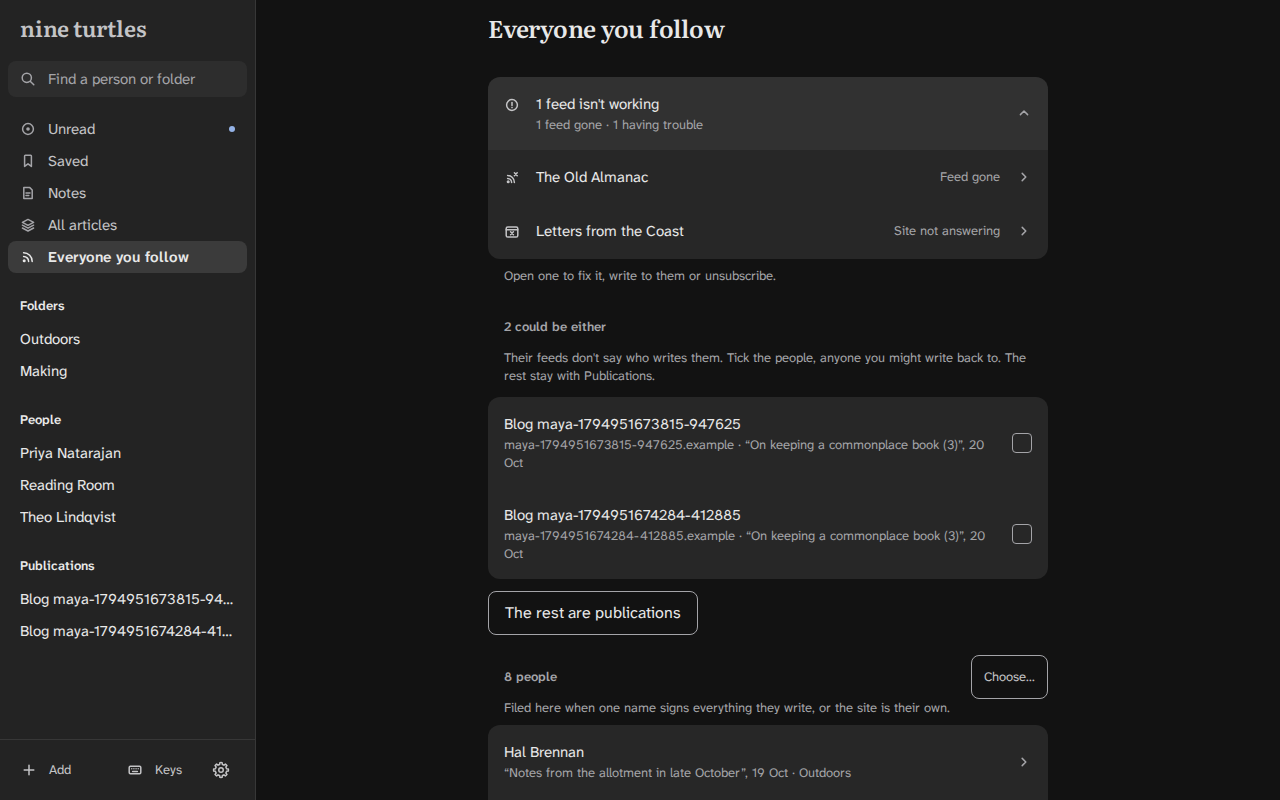 nine turtles
Find a person or folder
Unread
Saved
Notes
All articles
Everyone you follow
Folders
Outdoors
Making
People
Priya Natarajan
Reading Room
Theo Lindqvist
Publications
Blog maya-1794951673815-94...
Blog maya-1794951674284-41...
Add
Keys
Everyone you follow
1 feed isn't working
1 feed gone · 1 having trouble
The Old Almanac
Feed gone
Letters from the Coast
Site not answering
Open one to fix it, write to them or unsubscribe.
2 could be either
Their feeds don't say who writes them. Tick the people, anyone you might write back to. The
rest stay with Publications.
Blog maya-1794951673815-947625
maya-1794951673815-947625.example · “On keeping a commonplace book (3)”, 20
Oct
Blog maya-1794951674284-412885
maya-1794951674284-412885.example · “On keeping a commonplace book (3)”, 20
Oct
The rest are publications
8 people
Choose...
Filed here when one name signs everything they write, or the site is their own.
Hal Brennan
“Notes from the allotment in late October”, 19 Oct · Outdoors